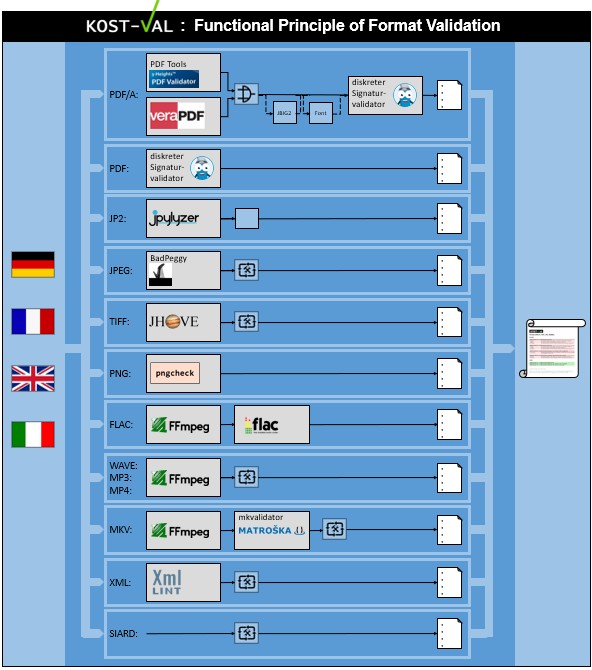 KOST-VAL : Functional Principle of Format Validation
PDF/A:
PDF Tools
PDF Validator
veraPDF
JBIG2
Font
diskreter
Signatur-
validator
PDF:
diskreter
Signatur-
validator
JP2:
jpylyzer
JPEG:
BadPeggy
TIFF:
JHOVE
PNG:
pngcheck
FLAC:
FFmpeg
flac
WAVE:
MP3:
MP4:
FFmpeg
MKV:
FFmpeg
mkvalidator
MATROŠKA
XML:
Xml
LINT
SIARD: